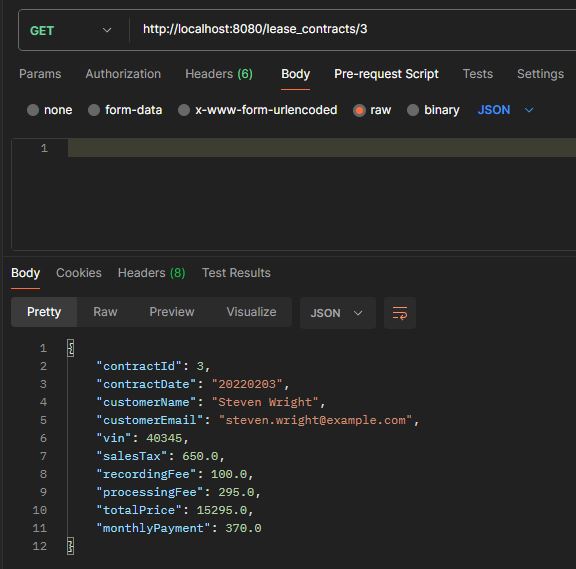 GET http://localhost:8080/lease_contracts/3
Params Authorization Headers (6) Body Pre-request Script Tests Settings
none form-data x-www-form-urlencoded raw binary JSON
1
Body Cookies Headers (8) Test Results
Pretty Raw Preview Visualize JSON
1 {
2 "contractId": 3,
3 "contractDate": "20220203",
4 "customerName": "Steven Wright",
5 "customerEmail": "steven.wright@example.com",
6 "vin": 40345,
7 "salesTax": 650.0,
8 "recordingFee": 100.0,
9 "processingFee": 295.0,
10 "totalPrice": 15295.0,
11 "monthlyPayment": 370.0
12 }